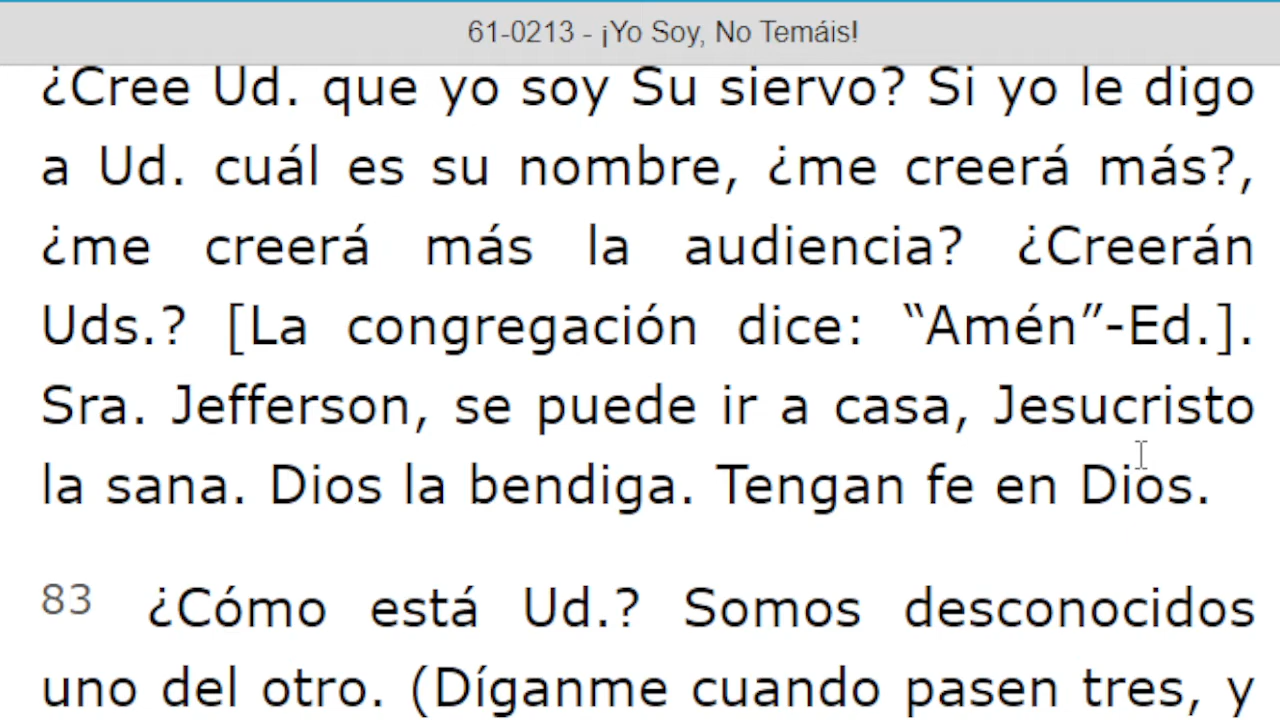 61-0213 - ¡Yo Soy, No Temáis!
¿Cree Ud. que yo soy Su siervo? Si yo le digo
a Ud. cuál es su nombre, ¿me creerá más?,
¿me creerá más la audiencia? ¿Creerán
Uds.? [La congregación dice: “Amén”-Ed.].
Sra. Jefferson, se puede ir a casa, Jesucristo
la sana. Dios la bendiga. Tengan fe en Dios.
83 ¿Cómo está Ud.? Somos desconocidos
uno del otro. (Díganme cuando pasen tres, y